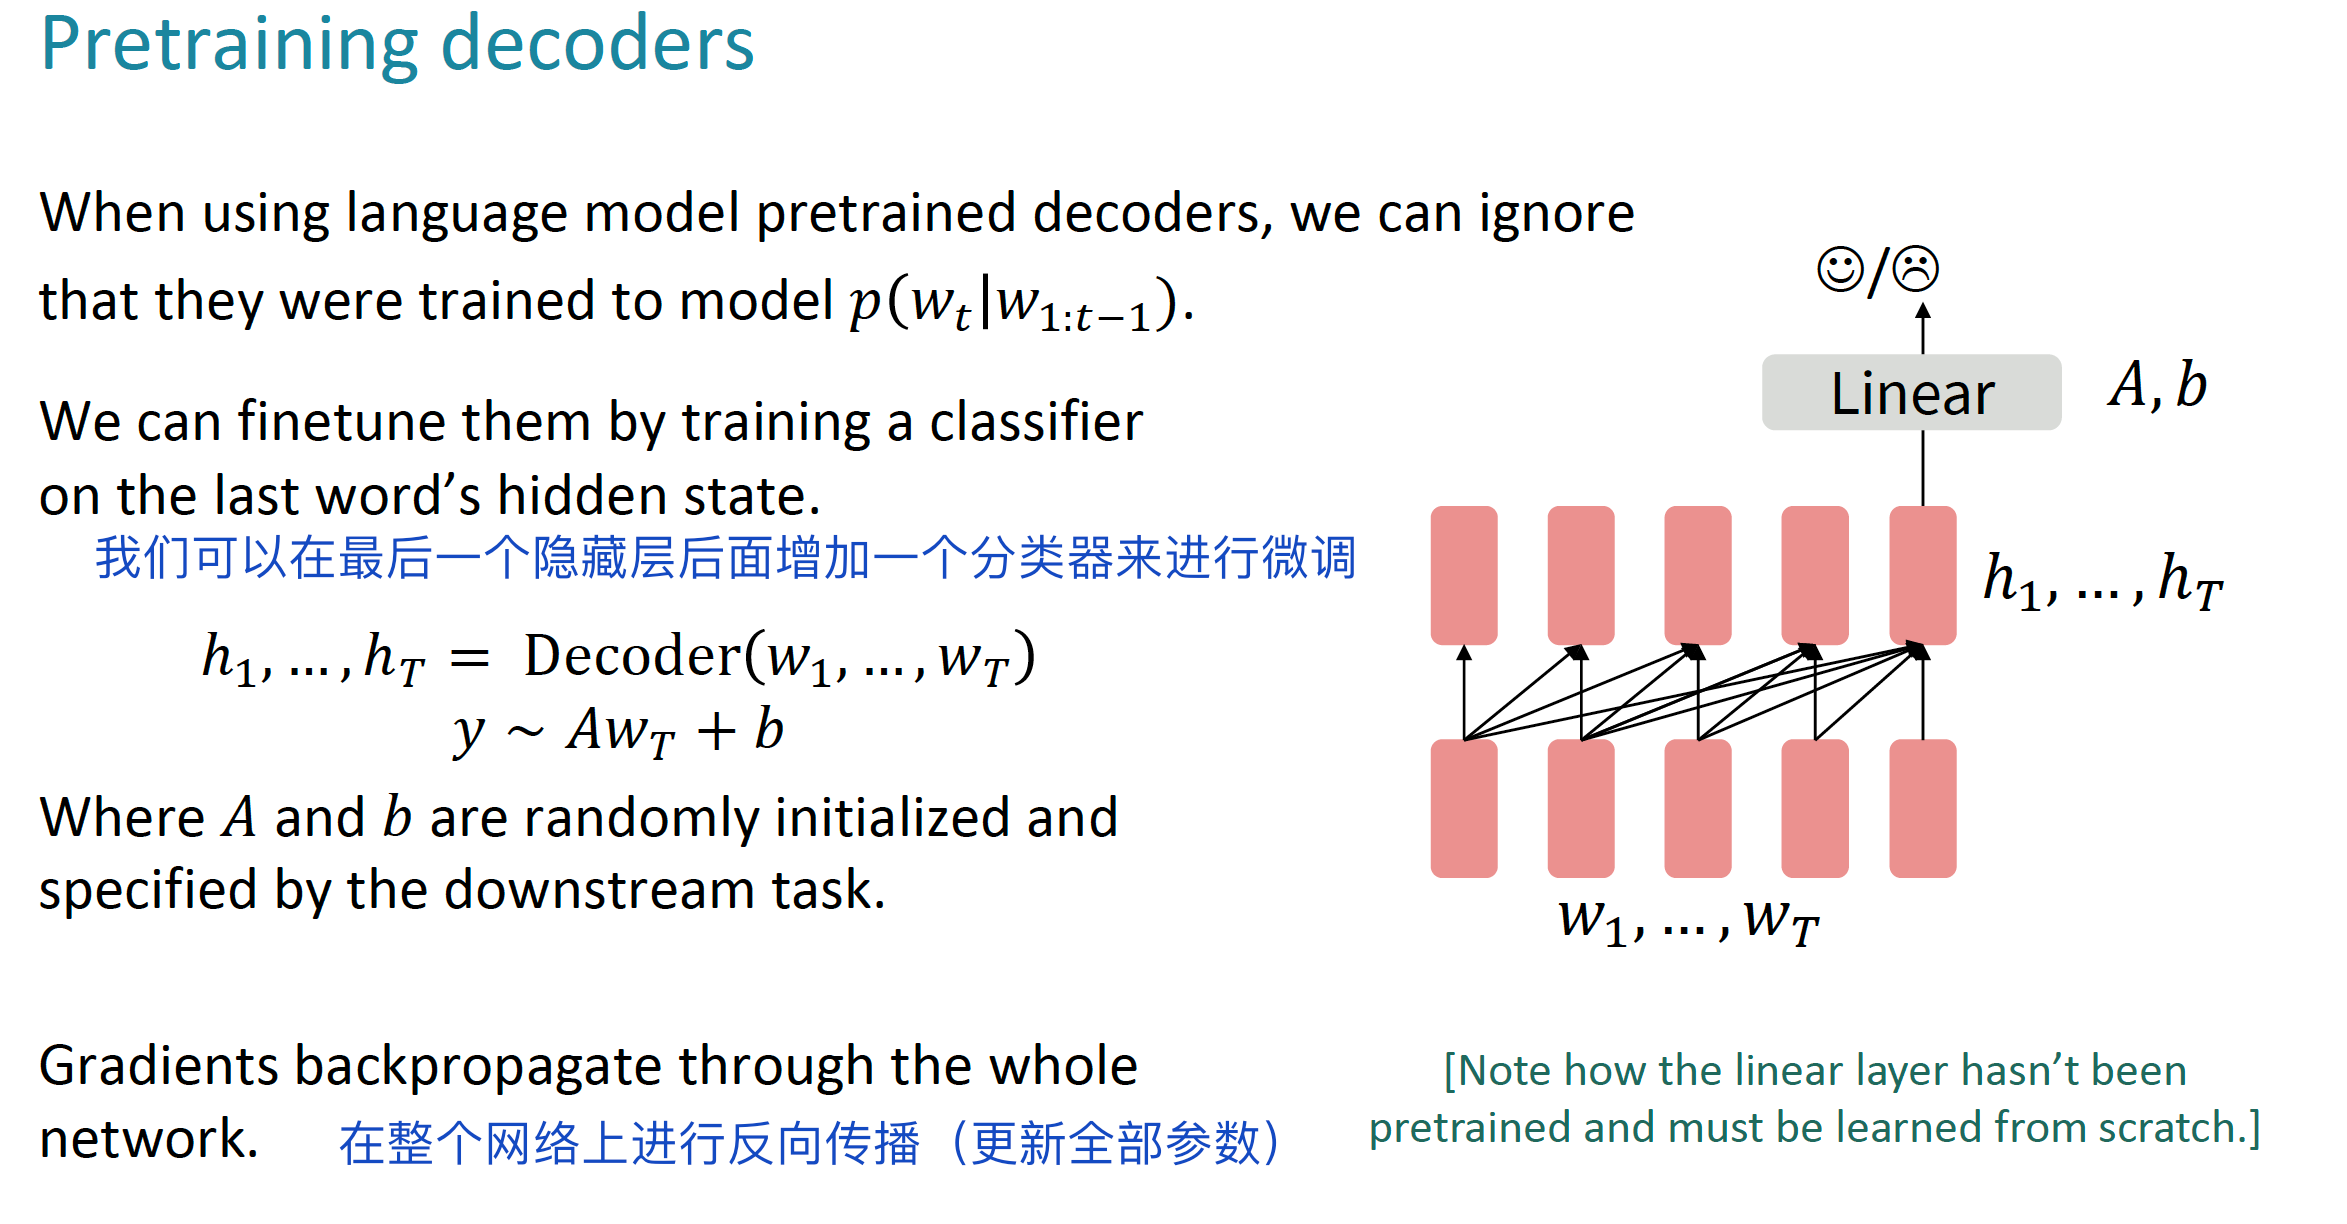 Pretraining decoders
When using language model pretrained decoders, we can ignore
that they were trained to model p(w_t|w_{1:t−1}).
We can finetune them by training a classifier
on the last word's hidden state.
我们可以在最后一个隐藏层后面增加一个分类器来进行微调
h_1, … , h_T = Decoder(w_1, … , w_T)
y ~ Aw_T + b
Where A and b are randomly initialized and
specified by the downstream task.
Gradients backpropagate through the whole
network.
在整个网络上进行反向传播（更新全部参数）
☺/☹
Linear
A, b
h_1, … , h_T
w_1, … , w_T
[Note how the linear layer hasn't been
pretrained and must be learned from scratch.]